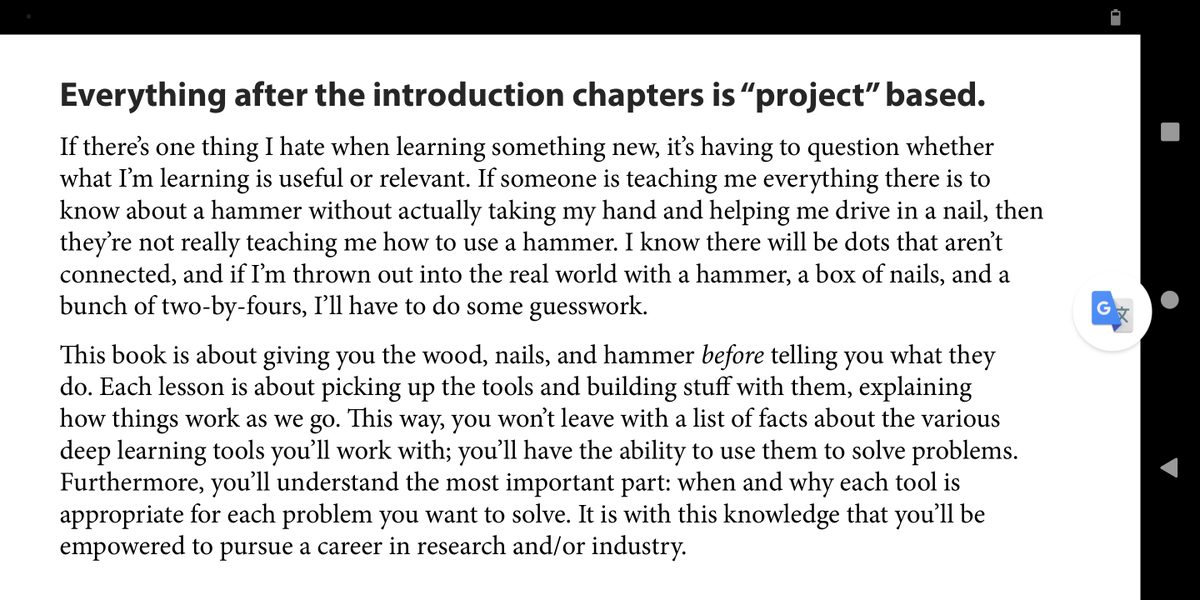 Everything after the introduction chapters is “project” based.
If there’s one thing I hate when learning something new, it’s having to question whether
what I’m learning is useful or relevant. If someone is teaching me everything there is to
know about a hammer without actually taking my hand and helping me drive in a nail, then
they’re not really teaching me how to use a hammer. I know there will be dots that aren’t
connected, and if I’m thrown out into the real world with a hammer, a box of nails, and a
bunch of two-by-fours, I’ll have to do some guesswork.
This book is about giving you the wood, nails, and hammer before telling you what they
do. Each lesson is about picking up the tools and building stuff with them, explaining
how things work as we go. This way, you won’t leave with a list of facts about the various
deep learning tools you’ll work with; you’ll have the ability to use them to solve problems.
Furthermore, you’ll understand the most important part: when and why each tool is
appropriate for each problem you want to solve. It is with this knowledge that you’ll be
empowered to pursue a career in research and/or industry.
G 文